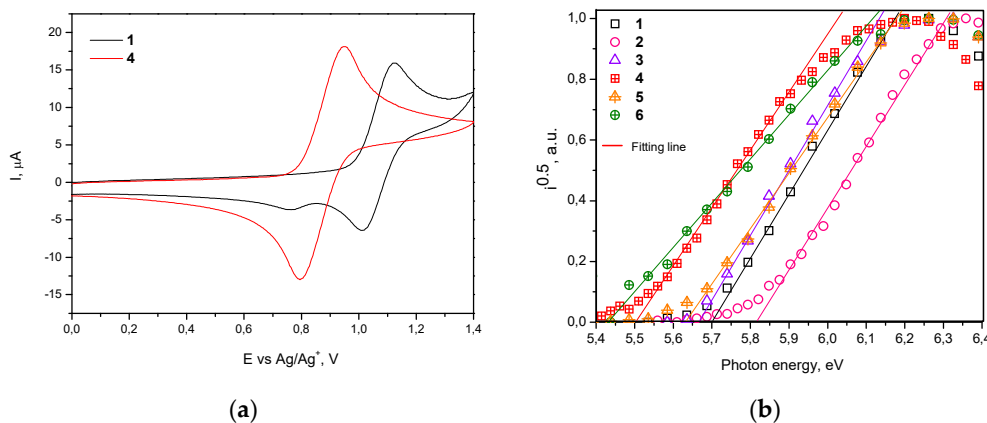 1
4
I, µA
25
20
15
10
5
0
-5
-10
-15
0,0 0,2 0,4 0,6 0,8 1,0 1,2 1,4
E vs Ag/Ag+, V
(a)
1
2
3
4
5
6
Fitting line
i^0.5, a.u.
1,0
0,8
0,6
0,4
0,2
0,0
5,4 5,5 5,6 5,7 5,8 5,9 6,0 6,1 6,2 6,3 6,4
Photon energy, eV
(b)